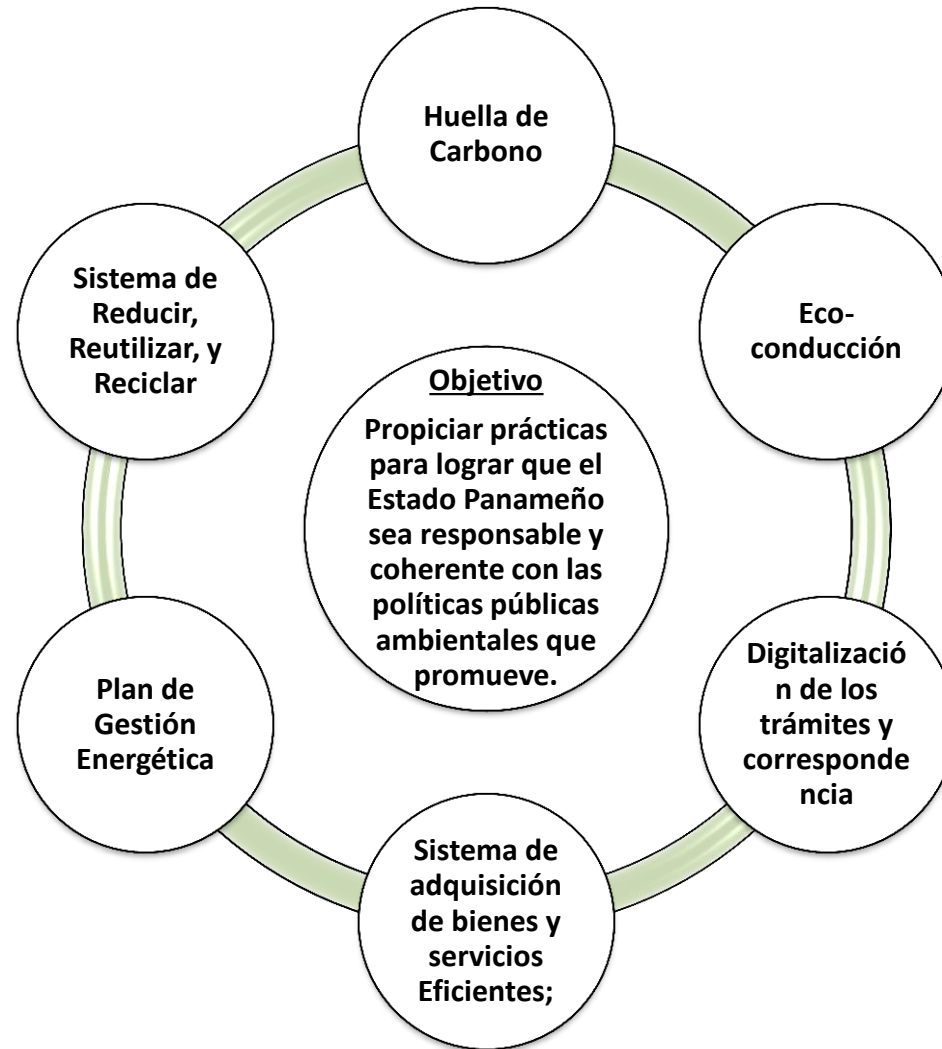 Huella de
Carbono
Eco-
conducción
Digitalizació
n de los
trámites y
corresponde
ncia
Sistema de
adquisición
de bienes y
servicios
Eficientes;
Plan de
Gestión
Energética
Sistema de
Reducir,
Reutilizar, y
Reciclar
Objetivo
Propiciar prácticas
para lograr que el
Estado Panameño
sea responsable y
coherente con las
políticas públicas
ambientales que
promueve.